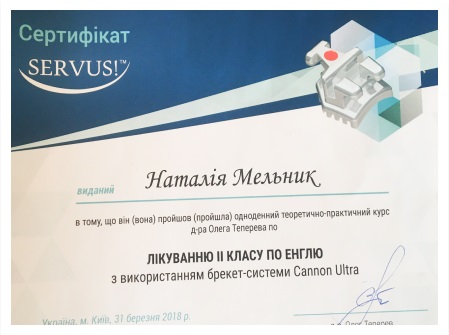 Сертифікат
SERVUS!™
виданий Наталія Мельник
в тому, що він (вона) пройшов (пройшла) одноденний теоретично-практичний курс
д-ра Олега Теперева по
ЛІКУВАННЮ II КЛАСУ ПО ЕНГЛЮ
з використанням брекет-системи Cannon Ultra
Україна, м. Київ, 31 березня 2018 р.
Олег Теперев